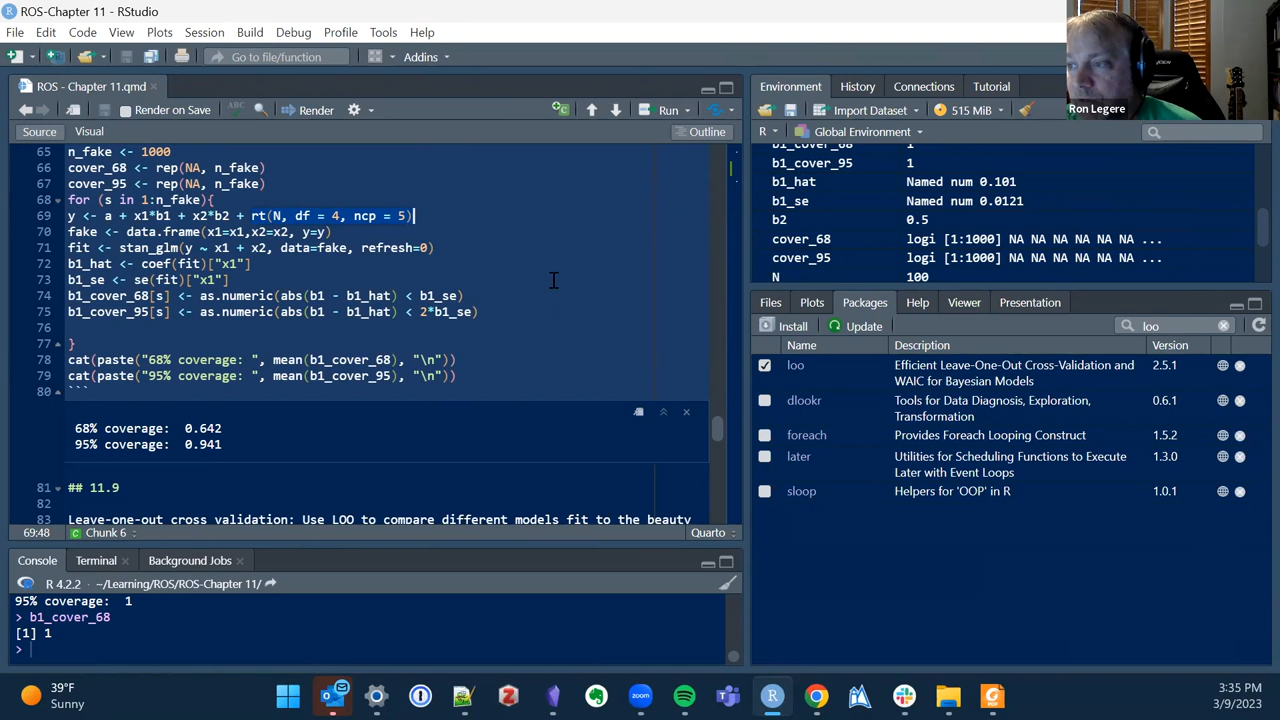 ROS-Chapter 11 - RStudio
File Edit Code View Plots Session Build Debug Profile Tools Help
Go to file/function
Addins
ROS - Chapter 11.qmd
Render on Save
ABC
Render
Run
Source Visual
Outline
65 n_fake <- 1000
66 cover_68 <- rep(NA, n_fake)
67 cover_95 <- rep(NA, n_fake)
68 for (s in 1:n_fake){
69 y <- a + x1*b1 + x2*b2 + rt(N, df = 4, ncp = 5)
70 fake <- data.frame(x1=x1,x2=x2, y=y)
71 fit <- stan_glm(y ~ x1 + x2, data=fake, refresh=0)
72 b1_hat <- coef(fit)["x1"]
73 b1_se <- se(fit)["x1"]
74 b1_cover_68[s] <- as.numeric(abs(b1 - b1_hat) < b1_se)
75 b1_cover_95[s] <- as.numeric(abs(b1 - b1_hat) < 2*b1_se)
76
77 }
78 cat(paste("68% coverage: ", mean(b1_cover_68), "\n"))
79 cat(paste("95% coverage: ", mean(b1_cover_95), "\n"))
80 ```
68% coverage: 0.642
95% coverage: 0.941
81 ## 11.9
82
83 Leave-one-out cross validation: Use LOO to compare different models fit to the beauty
69:48 Chunk 6
Quarto
Console Terminal Background Jobs
R 4.2.2 · ~/Learning/ROS/ROS-Chapter 11/
95% coverage: 1
> b1_cover_68
[1] 1
>
Environment History Connections Tutorial
Import Dataset 515 MiB
R Global Environment
b1_cover_68 1
b1_cover_95 1
b1_hat Named num 0.101
b1_se Named num 0.0121
b2 0.5
cover_68 logi [1:1000] NA NA NA NA ...
cover_95 logi [1:1000] NA NA NA NA ...
N 100
Files Plots Packages Help Viewer Presentation
Install Update
loo
Name Description Version
loo Efficient Leave-One-Out Cross-Validation and WAIC for Bayesian Models 2.5.1
dlookr Tools for Data Diagnosis, Exploration, Transformation 0.6.1
foreach Provides Foreach Looping Construct 1.5.2
later Utilities for Scheduling Functions to Execute Later with Event Loops 1.3.0
sloop Helpers for 'OOP' in R 1.0.1
Ron Legere
39°F
Sunny
zoom
3:35 PM
3/9/2023